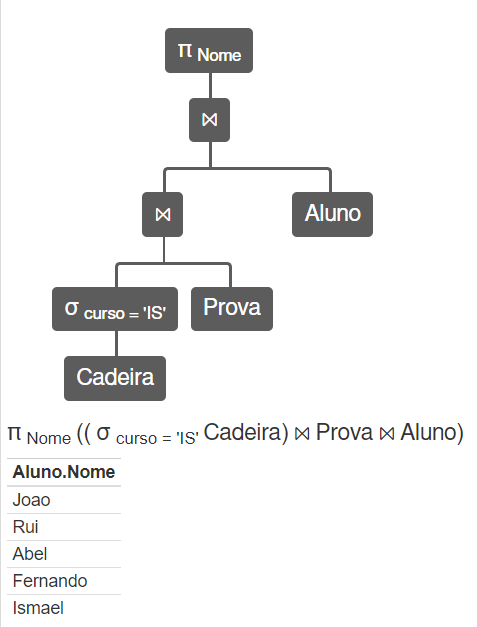 π Nome
⋈
⋈ Aluno
σ curso = 'IS' Prova
Cadeira
π Nome (( σ curso = 'IS' Cadeira) ⋈ Prova ⋈ Aluno)
Aluno.Nome
Joao
Rui
Abel
Fernando
Ismael